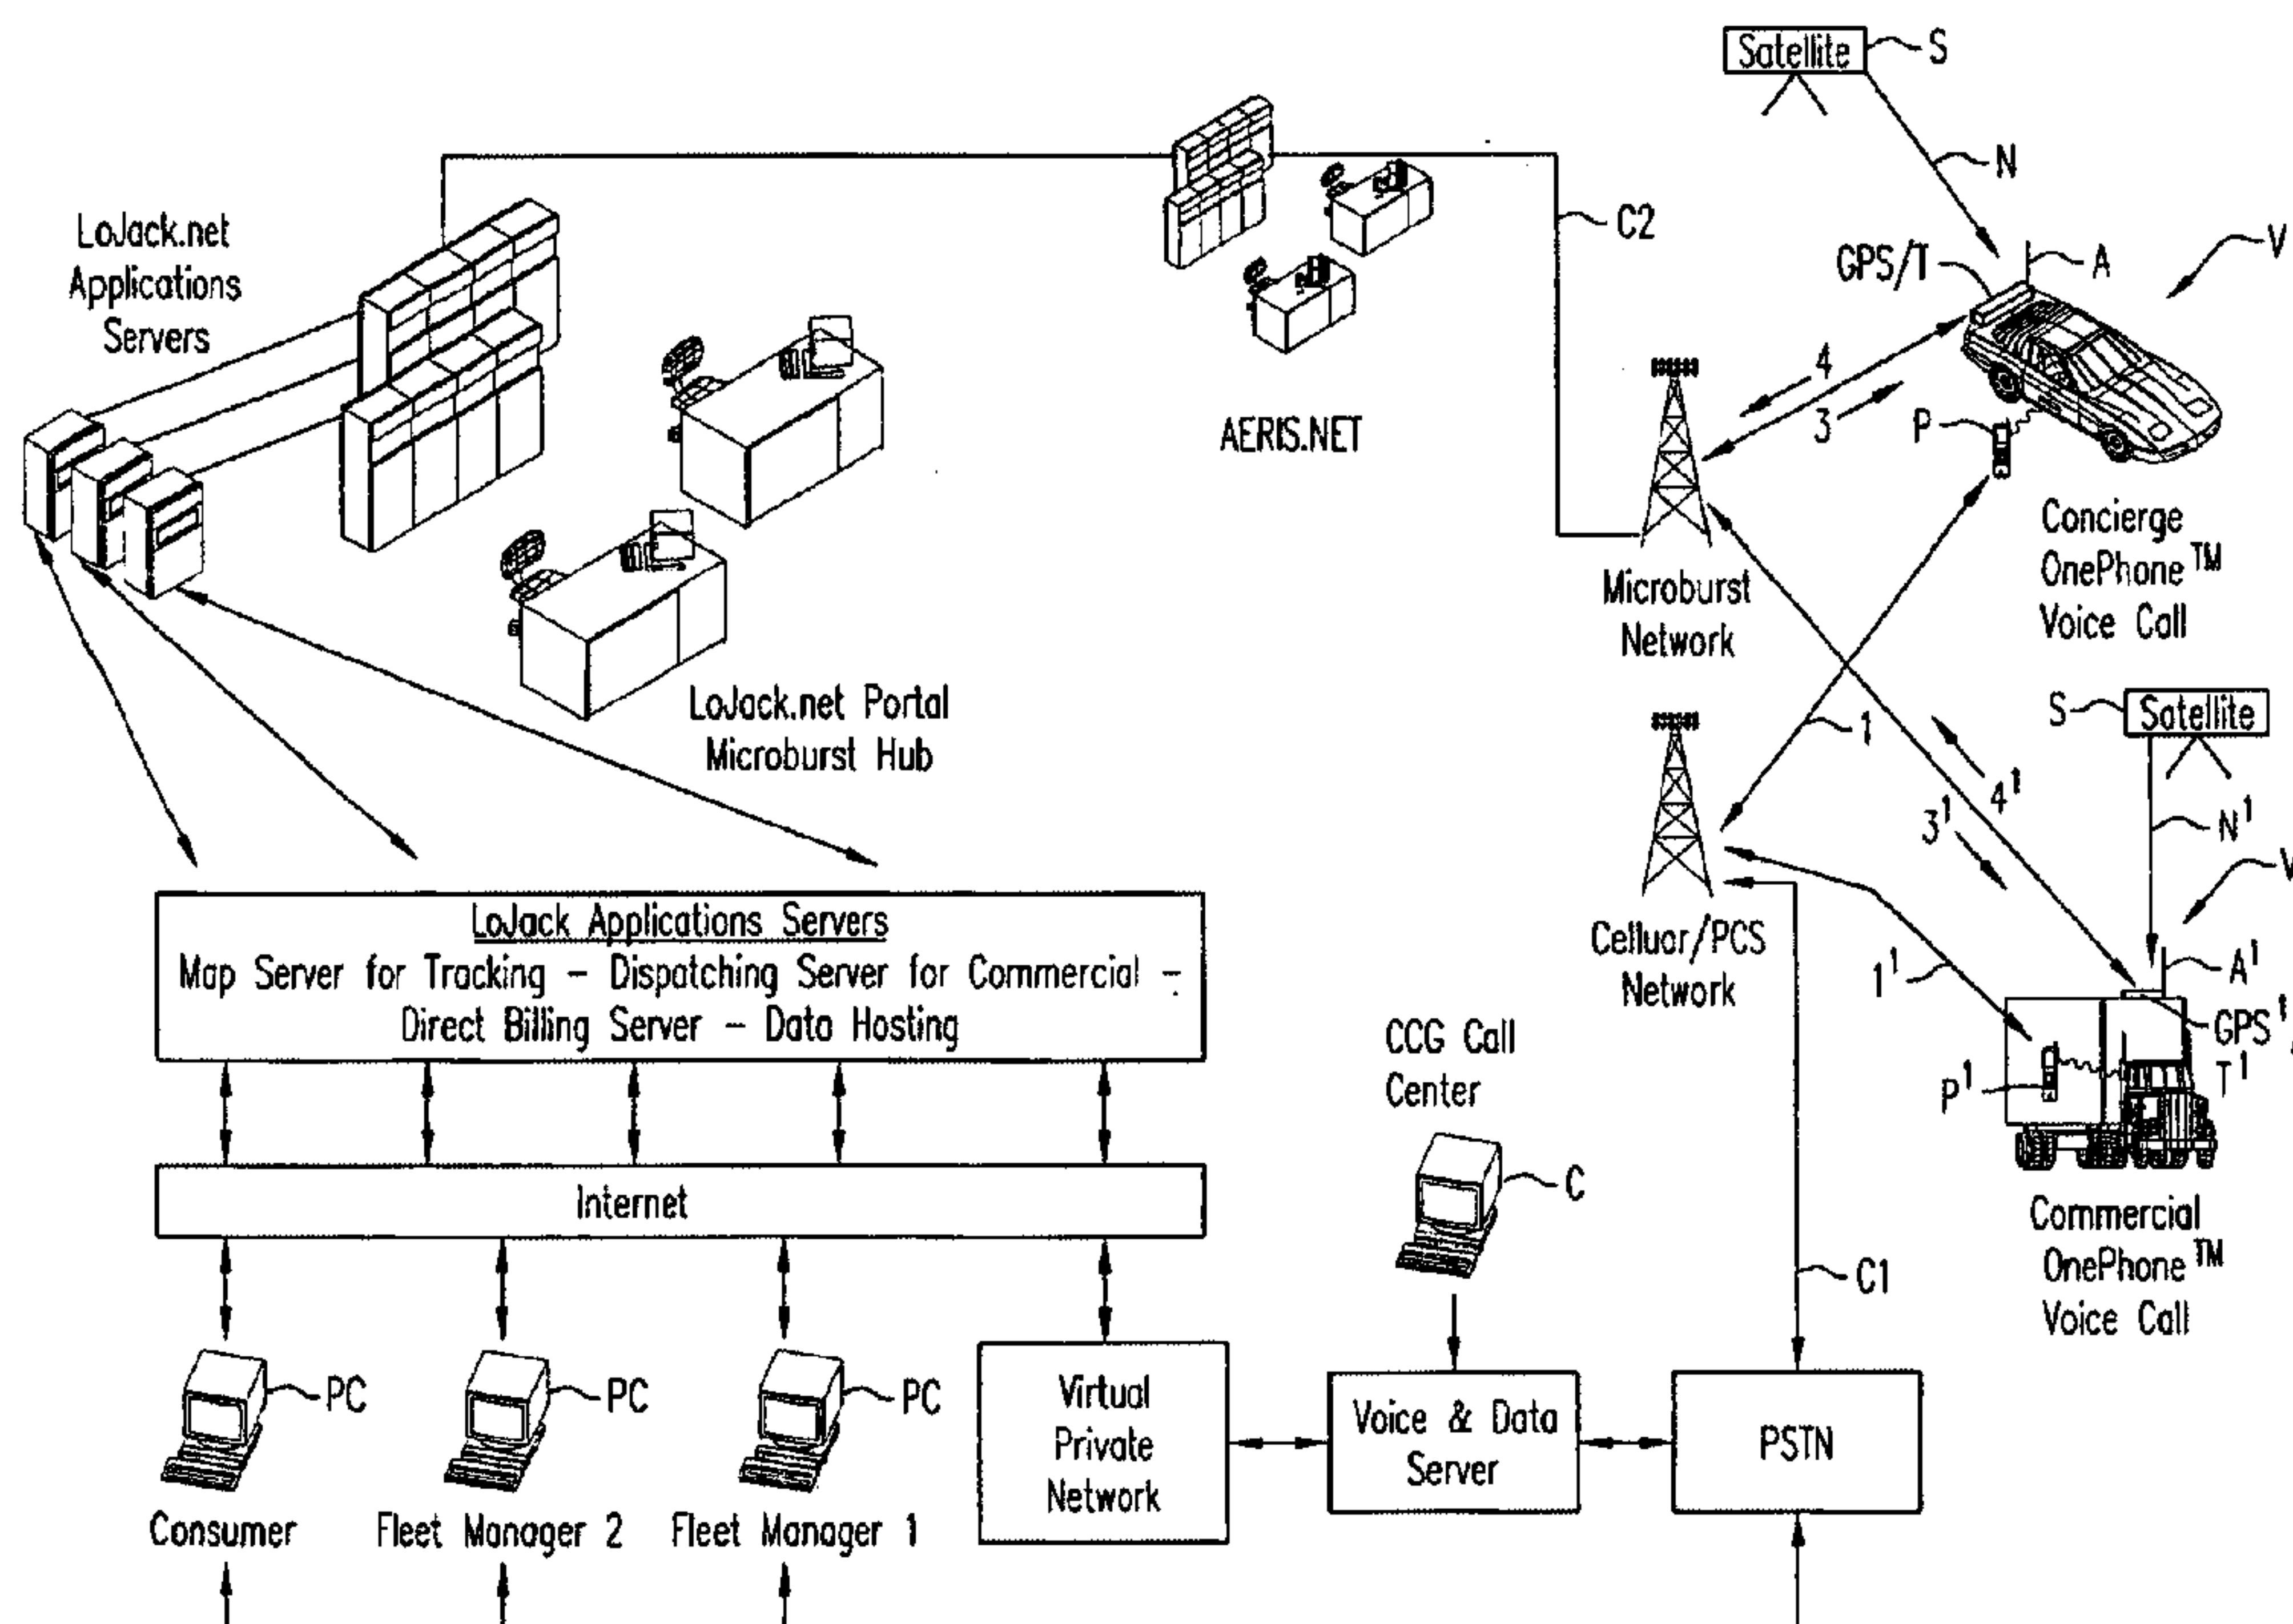 Satellite
S
N
C2
GPS/T
A
V
LoJack.net
Applications
Servers
AERIS.NET
4
3
P
Concierge
OnePhone™
Voice Call
Microburst
Network
LoJack.net Portal
Microburst Hub
1
S
Satellite
4¹
3¹
N¹
V
A¹
GPS¹
T¹
P¹
1¹
Celluar/PCS
Network
LoJack Applications Servers
Map Server for Tracking – Dispatching Server for Commercial –
Direct Billing Server – Data Hosting
CCG Call
Center
C
Internet
Commercial
OnePhone™
Voice Call
C1
PC
PC
PC
Virtual
Private
Network
Voice & Data
Server
PSTN
Consumer
Fleet Manager 2
Fleet Manager 1